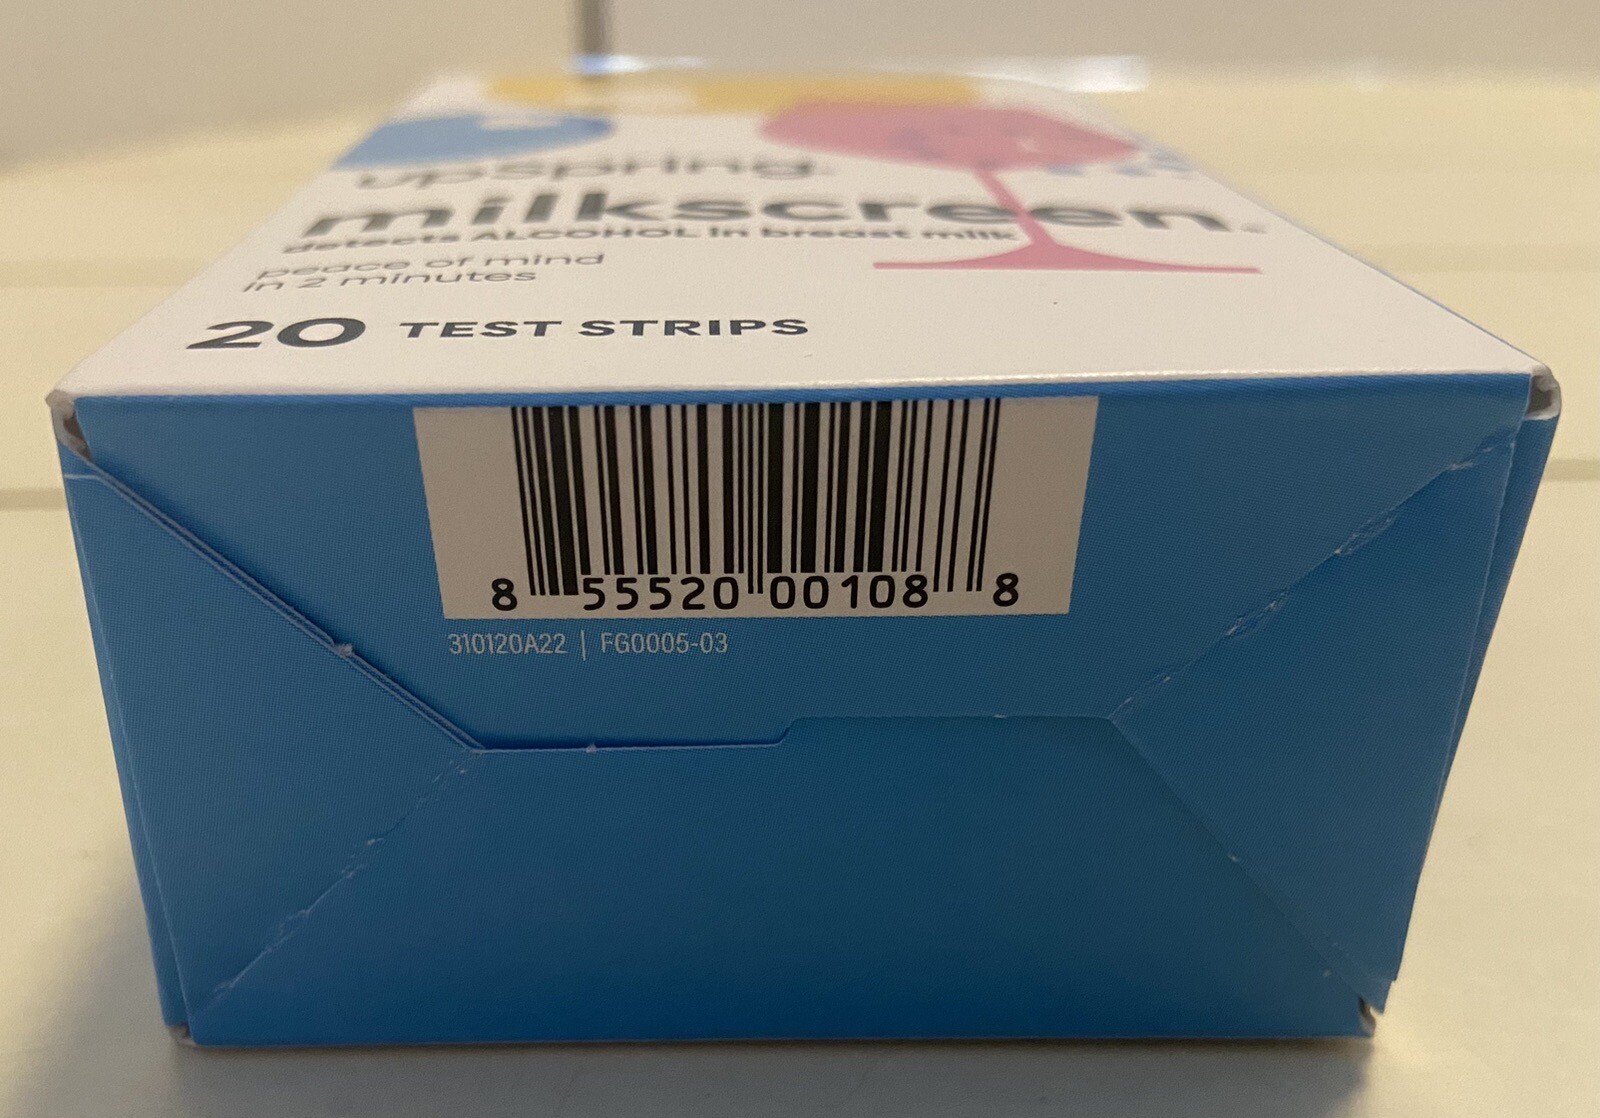 upspring.
milkscreen
detects ALCOHOL in breast milk
peace of mind
in 2 minutes
20 TEST STRIPS
8 55520 00108 8
310120A22 | FG0005-03